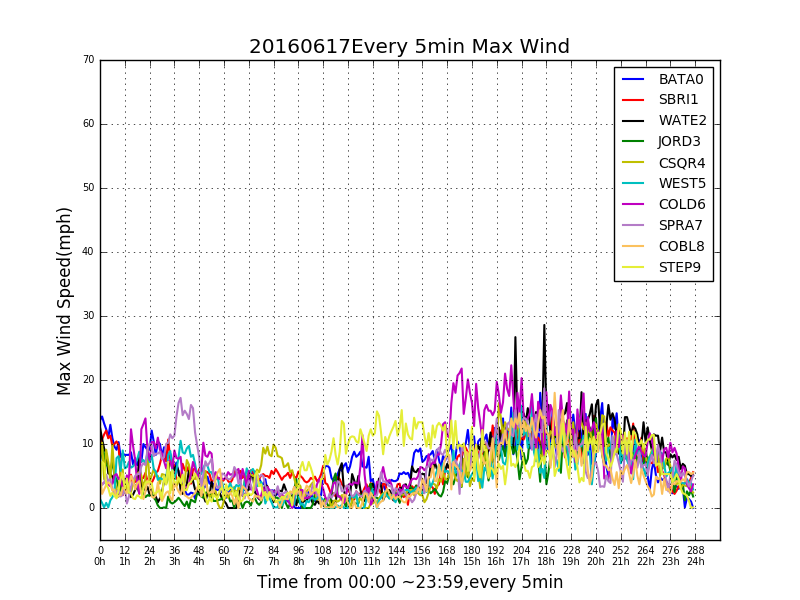 20160617Every 5min Max Wind
70
60
50
40
30
20
10
0
Max Wind Speed(mph)
BATA0
SBRI1
WATE2
JORD3
CSQR4
WEST5
COLD6
SPRA7
COBL8
STEP9
0 12 24 36 48 60 72 84 96 108 120 132 144 156 168 180 192 204 216 228 240 252 264 276 288
0h 1h 2h 3h 4h 5h 6h 7h 8h 9h 10h 11h 12h 13h 14h 15h 16h 17h 18h 19h 20h 21h 22h 23h 24h
Time from 00:00 ~23:59,every 5min